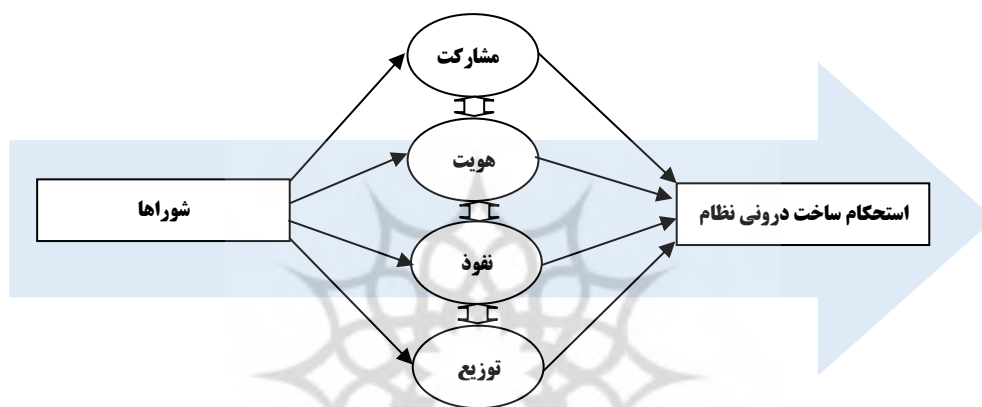 مشارکت
هویت
شوراها
استحکام ساخت درونی نظام
نفوذ
توزیع